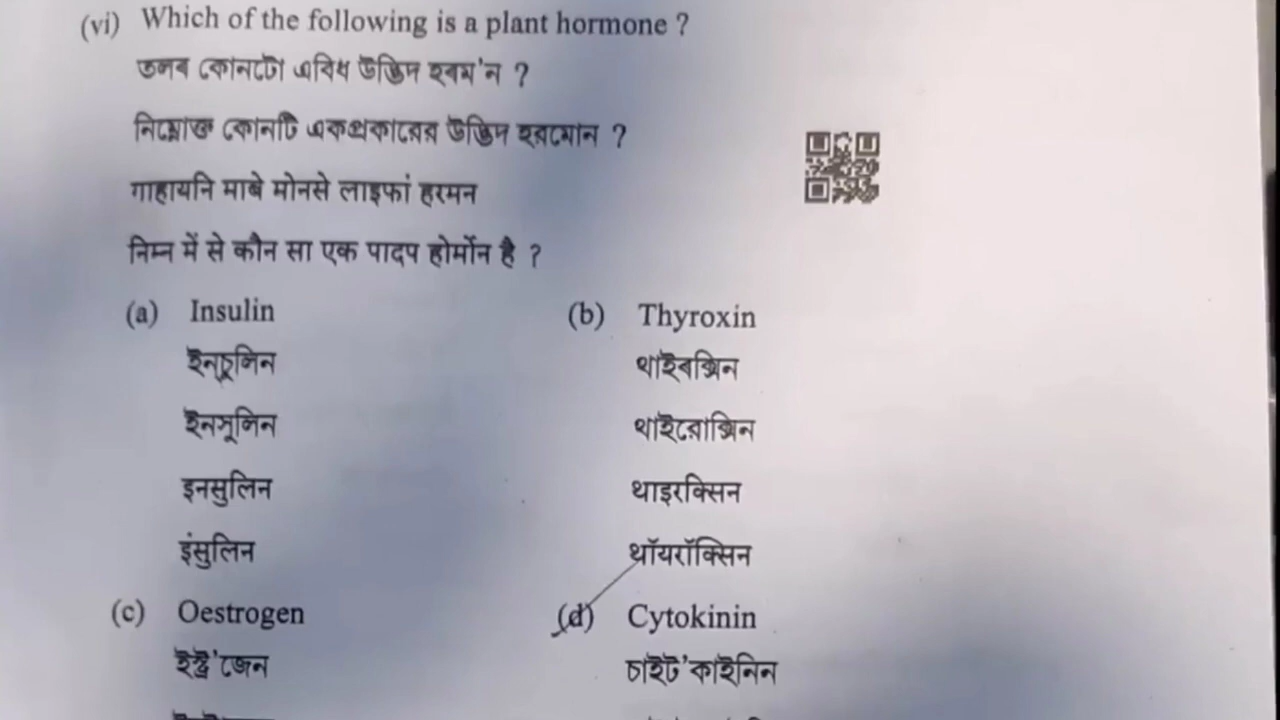 (vi) Which of the following is a plant hormone ?
তলৰ কোনটো এবিধ উদ্ভিদ হৰম'ন ?
নিম্নোক্ত কোনটি একপ্রকারের উদ্ভিদ হরমোন ?
गाहायनि माबे मोनसे लाइफां हरमन
निम्न में से कौन सा एक पादप होर्मोन है ?
(a) Insulin (b) Thyroxin
ইনচুলিন থাইৰক্সিন
ইনসুলিন থাইরোক্সিন
इनसुलिन थाइरक्सिन
इंसुलिन थॉयरॉक्सिन
(c) Oestrogen (d) Cytokinin
ইষ্ট্ৰ'জেন চাইট'কাইনিন